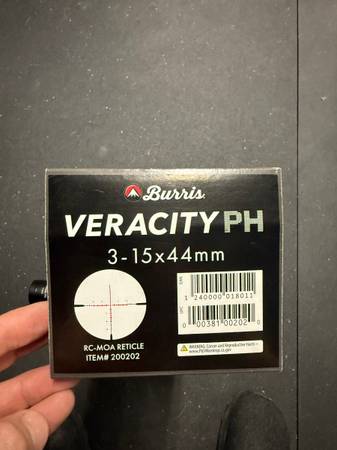 Burris
VERACITY PH
3-15x44mm
RC-MOA RETICLE
ITEM# 200202
1 240000 018011
0 00381 00202 0
WARNING: Cancer and Reproductive Harm
www.P65Warnings.ca.gov